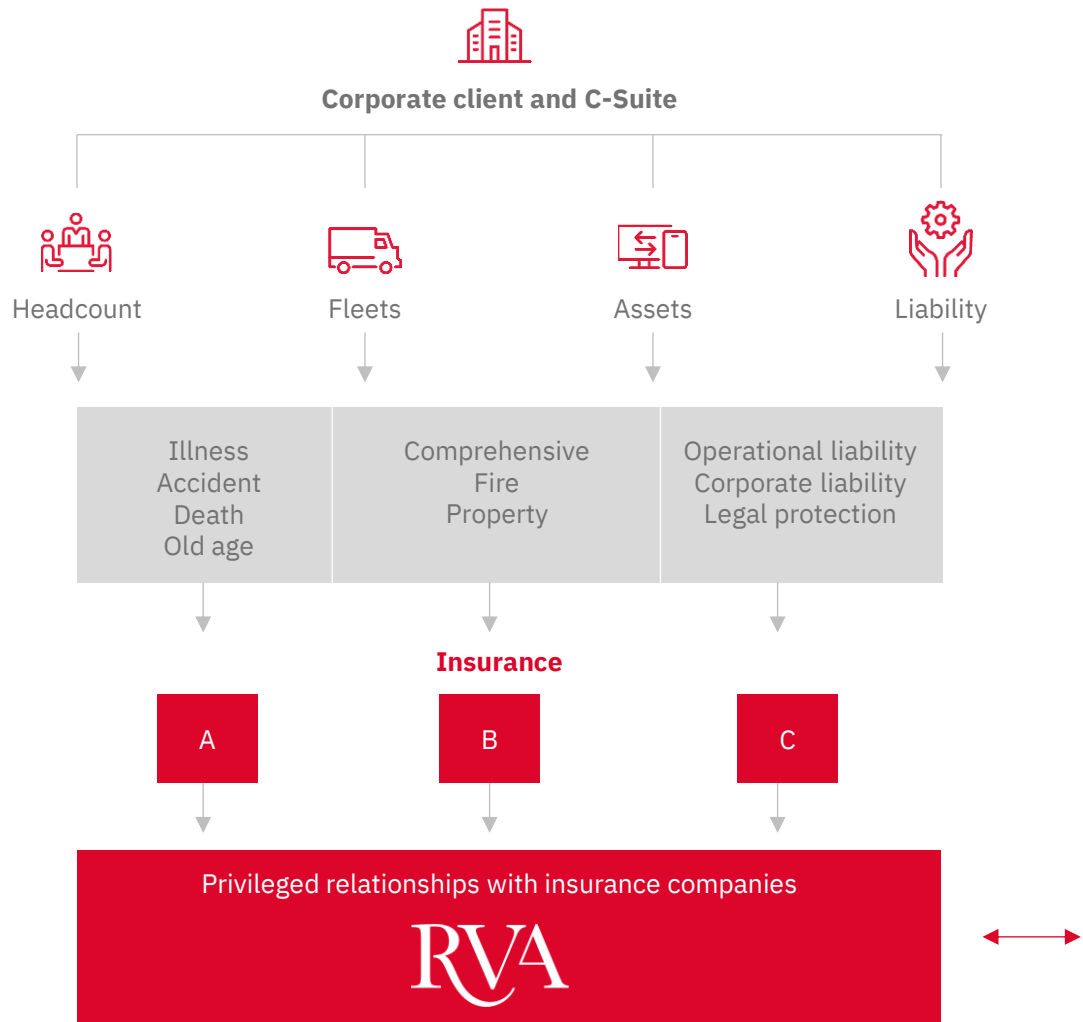 Corporate client and C-Suite
Headcount
Fleets
Assets
Liability
Illness
Accident
Death
Old age
Comprehensive
Fire
Property
Operational liability
Corporate liability
Legal protection
Insurance
A
B
C
Privileged relationships with insurance companies
RVA